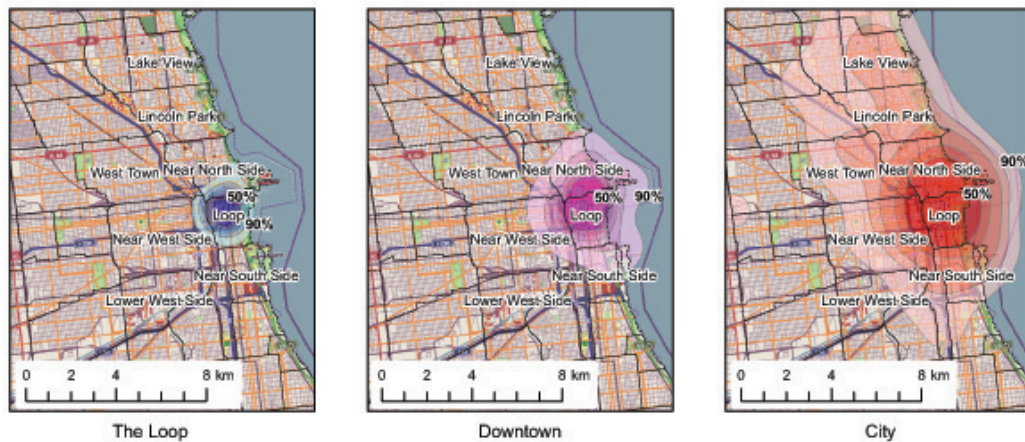 Lake View
Lincoln Park
West Town
Near North Side
50%
Loop
90%
Near West Side
Near South Side
Lower West Side
0 2 4 8 km
The Loop
Lake View
Lincoln Park
West Town
Near North Side
50%
90%
Loop
Near West Side
Near South Side
Lower West Side
0 2 4 8 km
Downtown
Lake View
Lincoln Park
90%
West Town
Near North Side
50%
Loop
Near West Side
Near South Side
Lower West Side
0 2 4 8 km
City